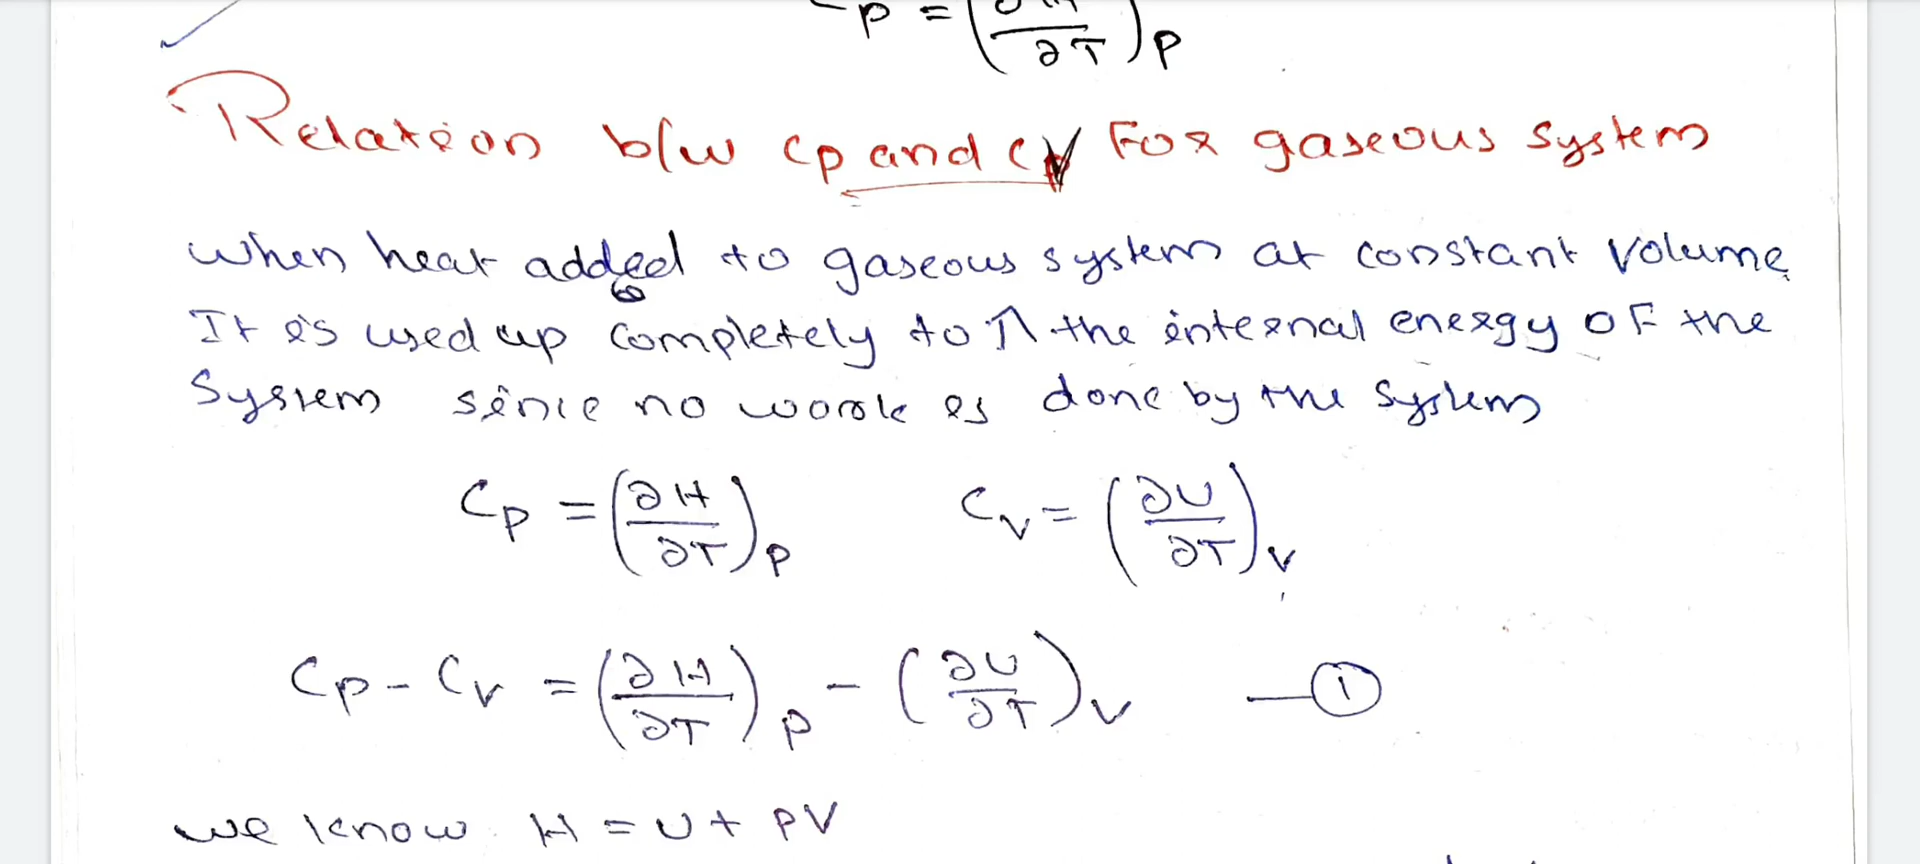 Cp = (∂H/∂T)P
Relation b/w cp and cV For gaseous system
when heat added to gaseous system at constant volume
It is used up completely to ↑ the internal energy of the
System since no work is done by the system
Cp = (∂H/∂T)P    Cv = (∂U/∂T)v
Cp - Cv = (∂H/∂T)P - (∂U/∂T)v —①
we know H = U + PV